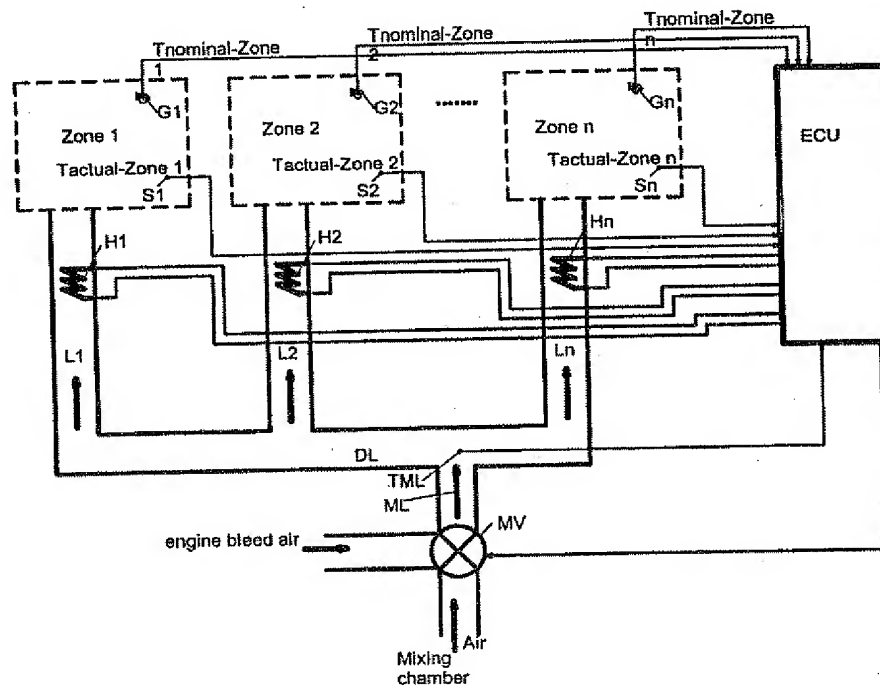 Tnominal-Zone 1
Tnominal-Zone 2
Tnominal-Zone n
G1
G2
.......
Gn
ECU
Zone 1
Zone 2
Zone n
Tactual-Zone 1
Tactual-Zone 2
Tactual-Zone n
S1
S2
Sn
H1
H2
Hn
L1
L2
Ln
DL
TML
ML
MV
engine bleed air
Air
Mixing
chamber